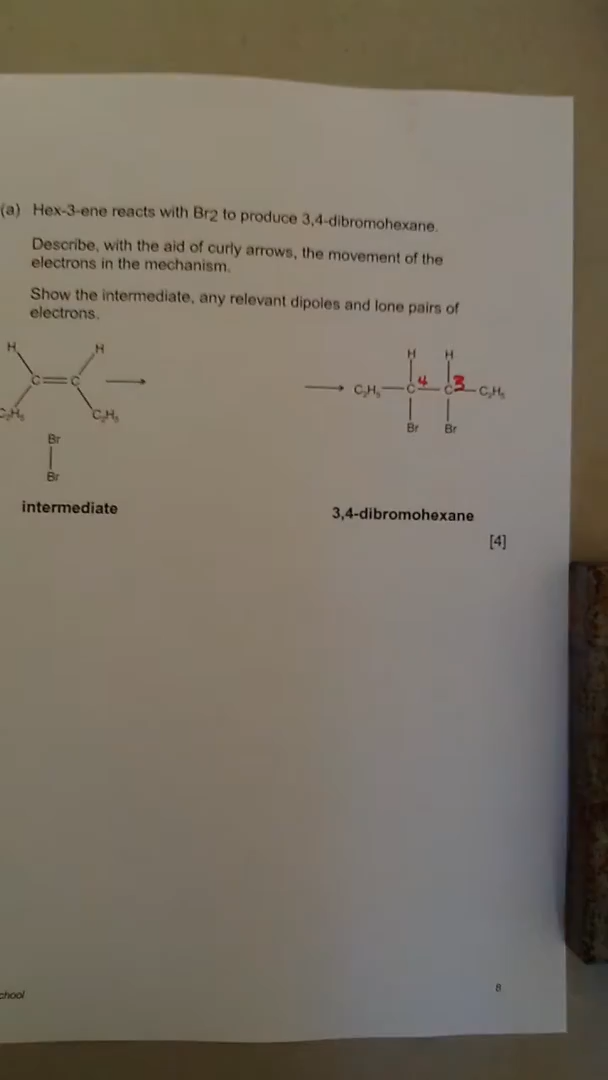 (a) Hex-3-ene reacts with Br2 to produce 3,4-dibromohexane.
Describe, with the aid of curly arrows, the movement of the
electrons in the mechanism.
Show the intermediate, any relevant dipoles and lone pairs of
electrons.
H H
C C
C₂H₅ C₂H₅
Br
Br
H H
C₂H₅ C 4 C 3 C₂H₅
Br Br
intermediate
3,4-dibromohexane
[4]
chool
8